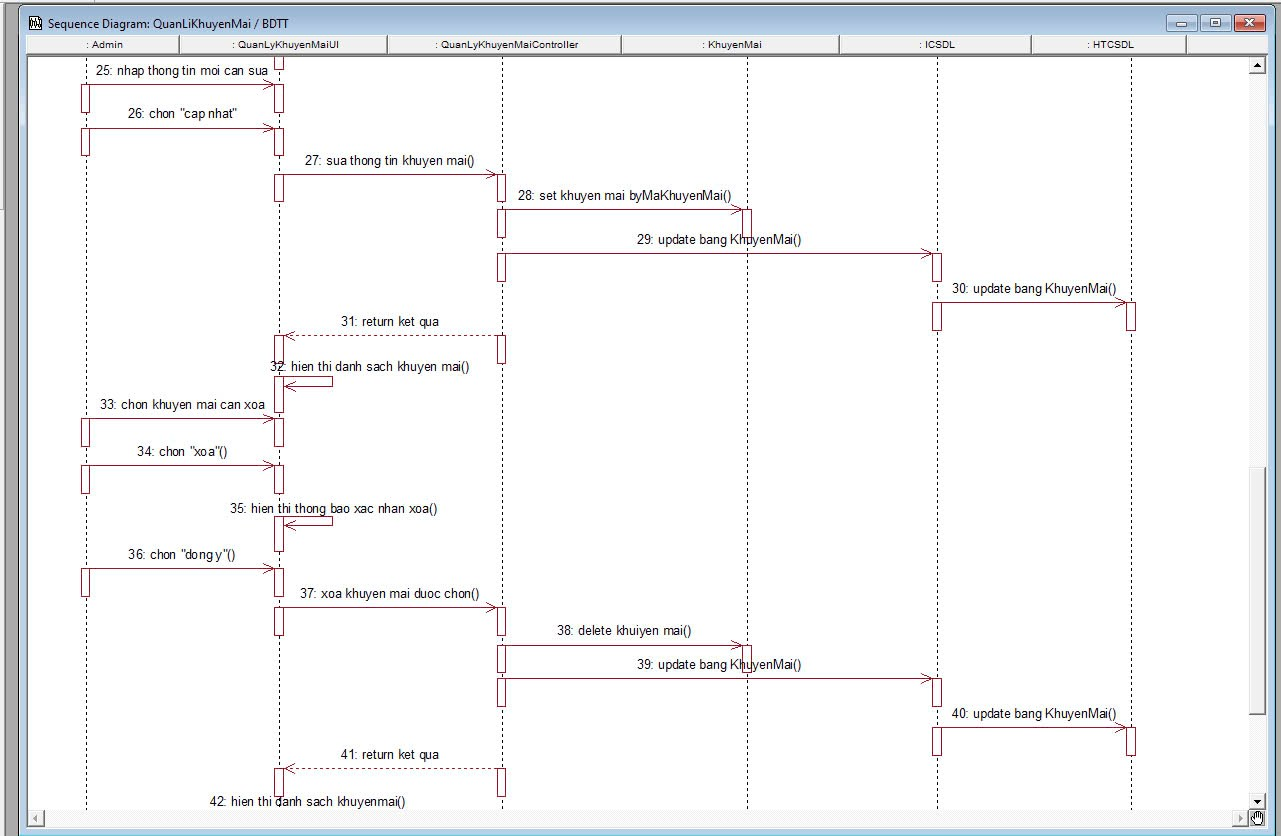 Sequence Diagram: QuanLiKhuyenMai / BDTT
: Admin
: QuanLyKhuyenMaiUI
: QuanLyKhuyenMaiController
: KhuyenMai
: ICSDL
: HTCSDL
25: nhap thong tin moi can sua
26: chon "cap nhat"
27: sua thong tin khuyen mai()
28: set khuyen mai byMaKhuyenMai()
29: update bang KhuyenMai()
30: update bang KhuyenMai()
31: return ket qua
32: hien thi danh sach khuyen mai()
33: chon khuyen mai can xoa
34: chon "xoa"()
35: hien thi thong bao xac nhan xoa()
36: chon "dong y"()
37: xoa khuyen mai duoc chon()
38: delete khuiyen mai()
39: update bang KhuyenMai()
40: update bang KhuyenMai()
41: return ket qua
42: hien thi danh sach khuyenmai()